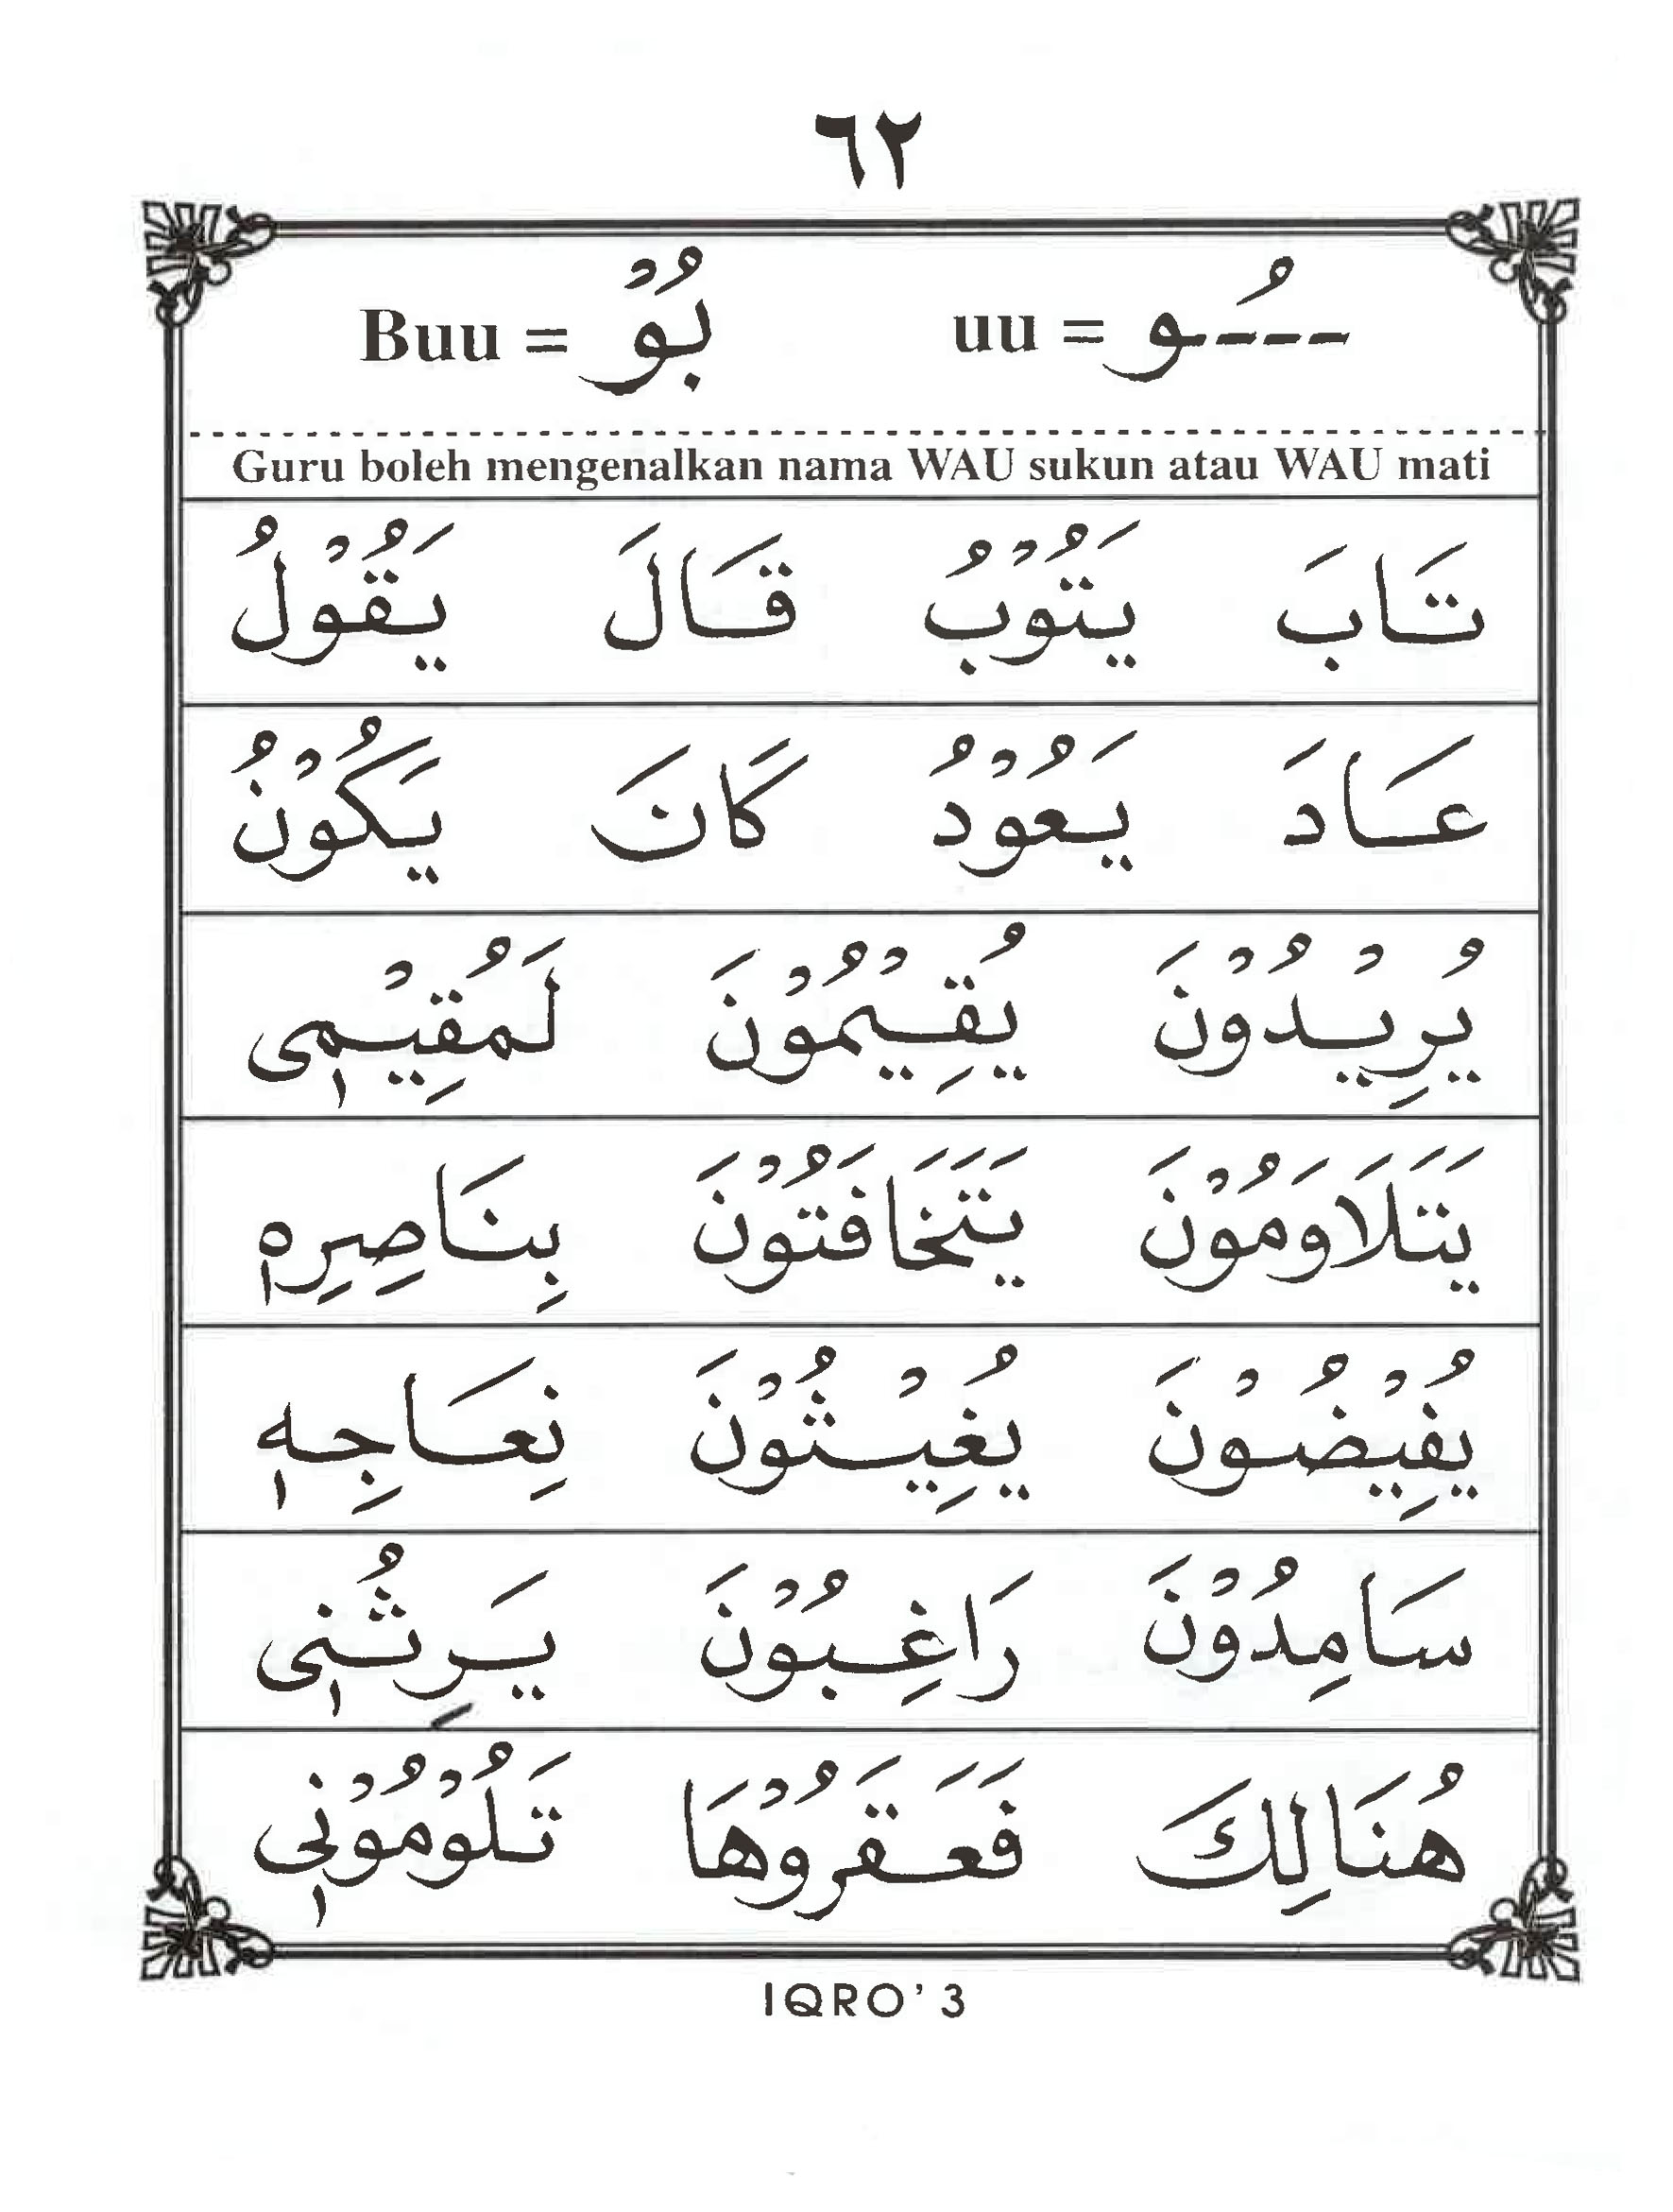 ٦٢
ـُو = uu    بُوْ = Buu
Guru boleh mengenalkan nama WAU sukun atau WAU mati
تَابَ يَتُوْبُ قَالَ يَقُوْلُ
عَادَ يَعُوْدُ كَانَ يَكُوْنُ
يُرِيْدُوْنَ يُقِيْمُوْنَ لَمُقِيْمٖى
يَتَلَاوَمُوْنَ يَتَخَافَتُوْنَ بِنَاصِرِهٖ
يُفِيْضُوْنَ يُغِيْثُوْنَ نِعَاجِهٖ
سَامِدُوْنَ رَاغِبُوْنَ يَرِثُنٖى
هُنَالِكَ فَعَقَرُوْهَا تَلُوْمُوْنٖى
IQRO' 3